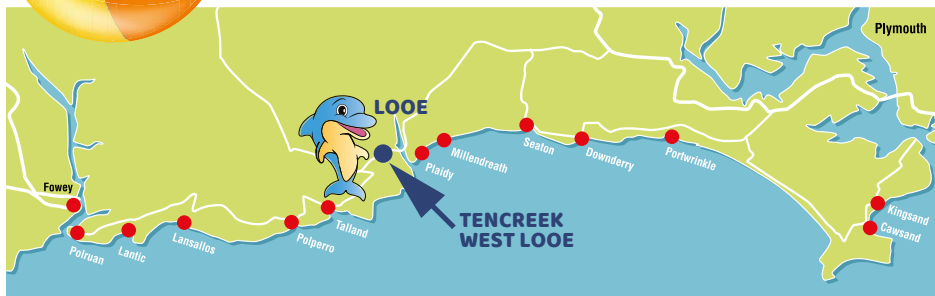 Plymouth
LOOE
Fowey
Polruan
Lantic
Lansallos
Polperro
Talland
Plaidy
Millendreath
Seaton
Downderry
Portwrinkle
Kingsand
Cawsand
TENCREEK
WEST LOOE